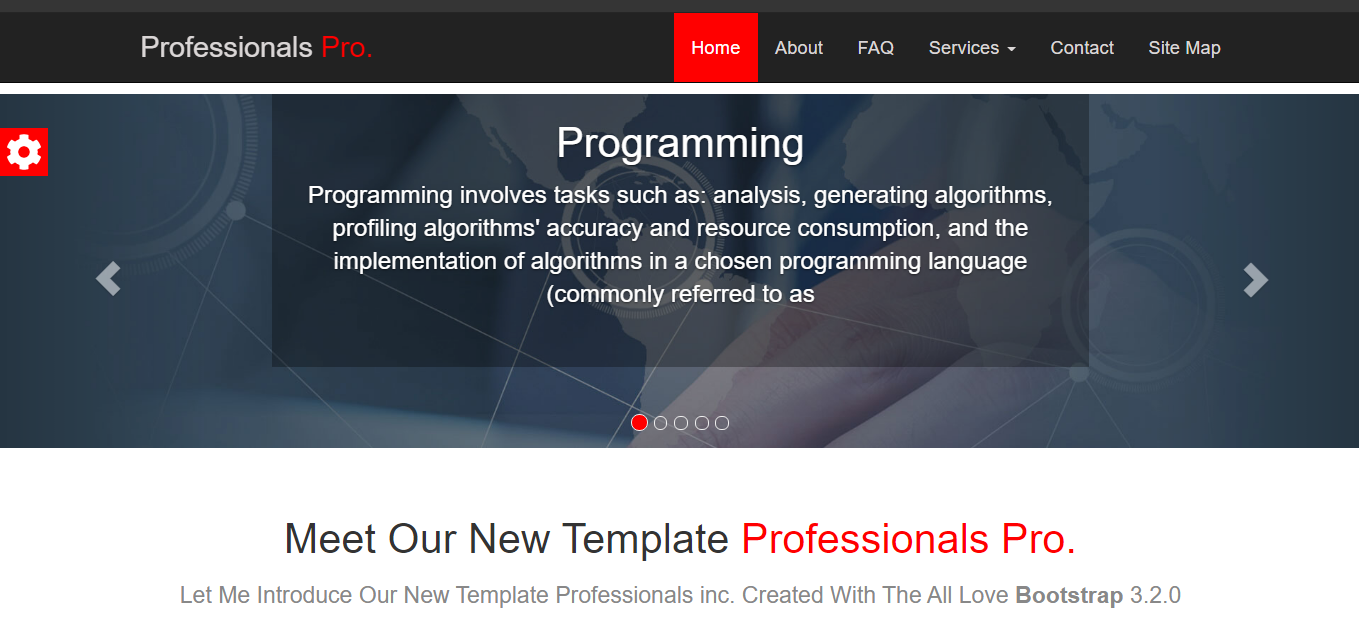 Professionals Pro.
Home About FAQ Services Contact Site Map
Programming
Programming involves tasks such as: analysis, generating algorithms,
profiling algorithms' accuracy and resource consumption, and the
implementation of algorithms in a chosen programming language
(commonly referred to as
Meet Our New Template Professionals Pro.
Let Me Introduce Our New Template Professionals inc. Created With The All Love Bootstrap 3.2.0